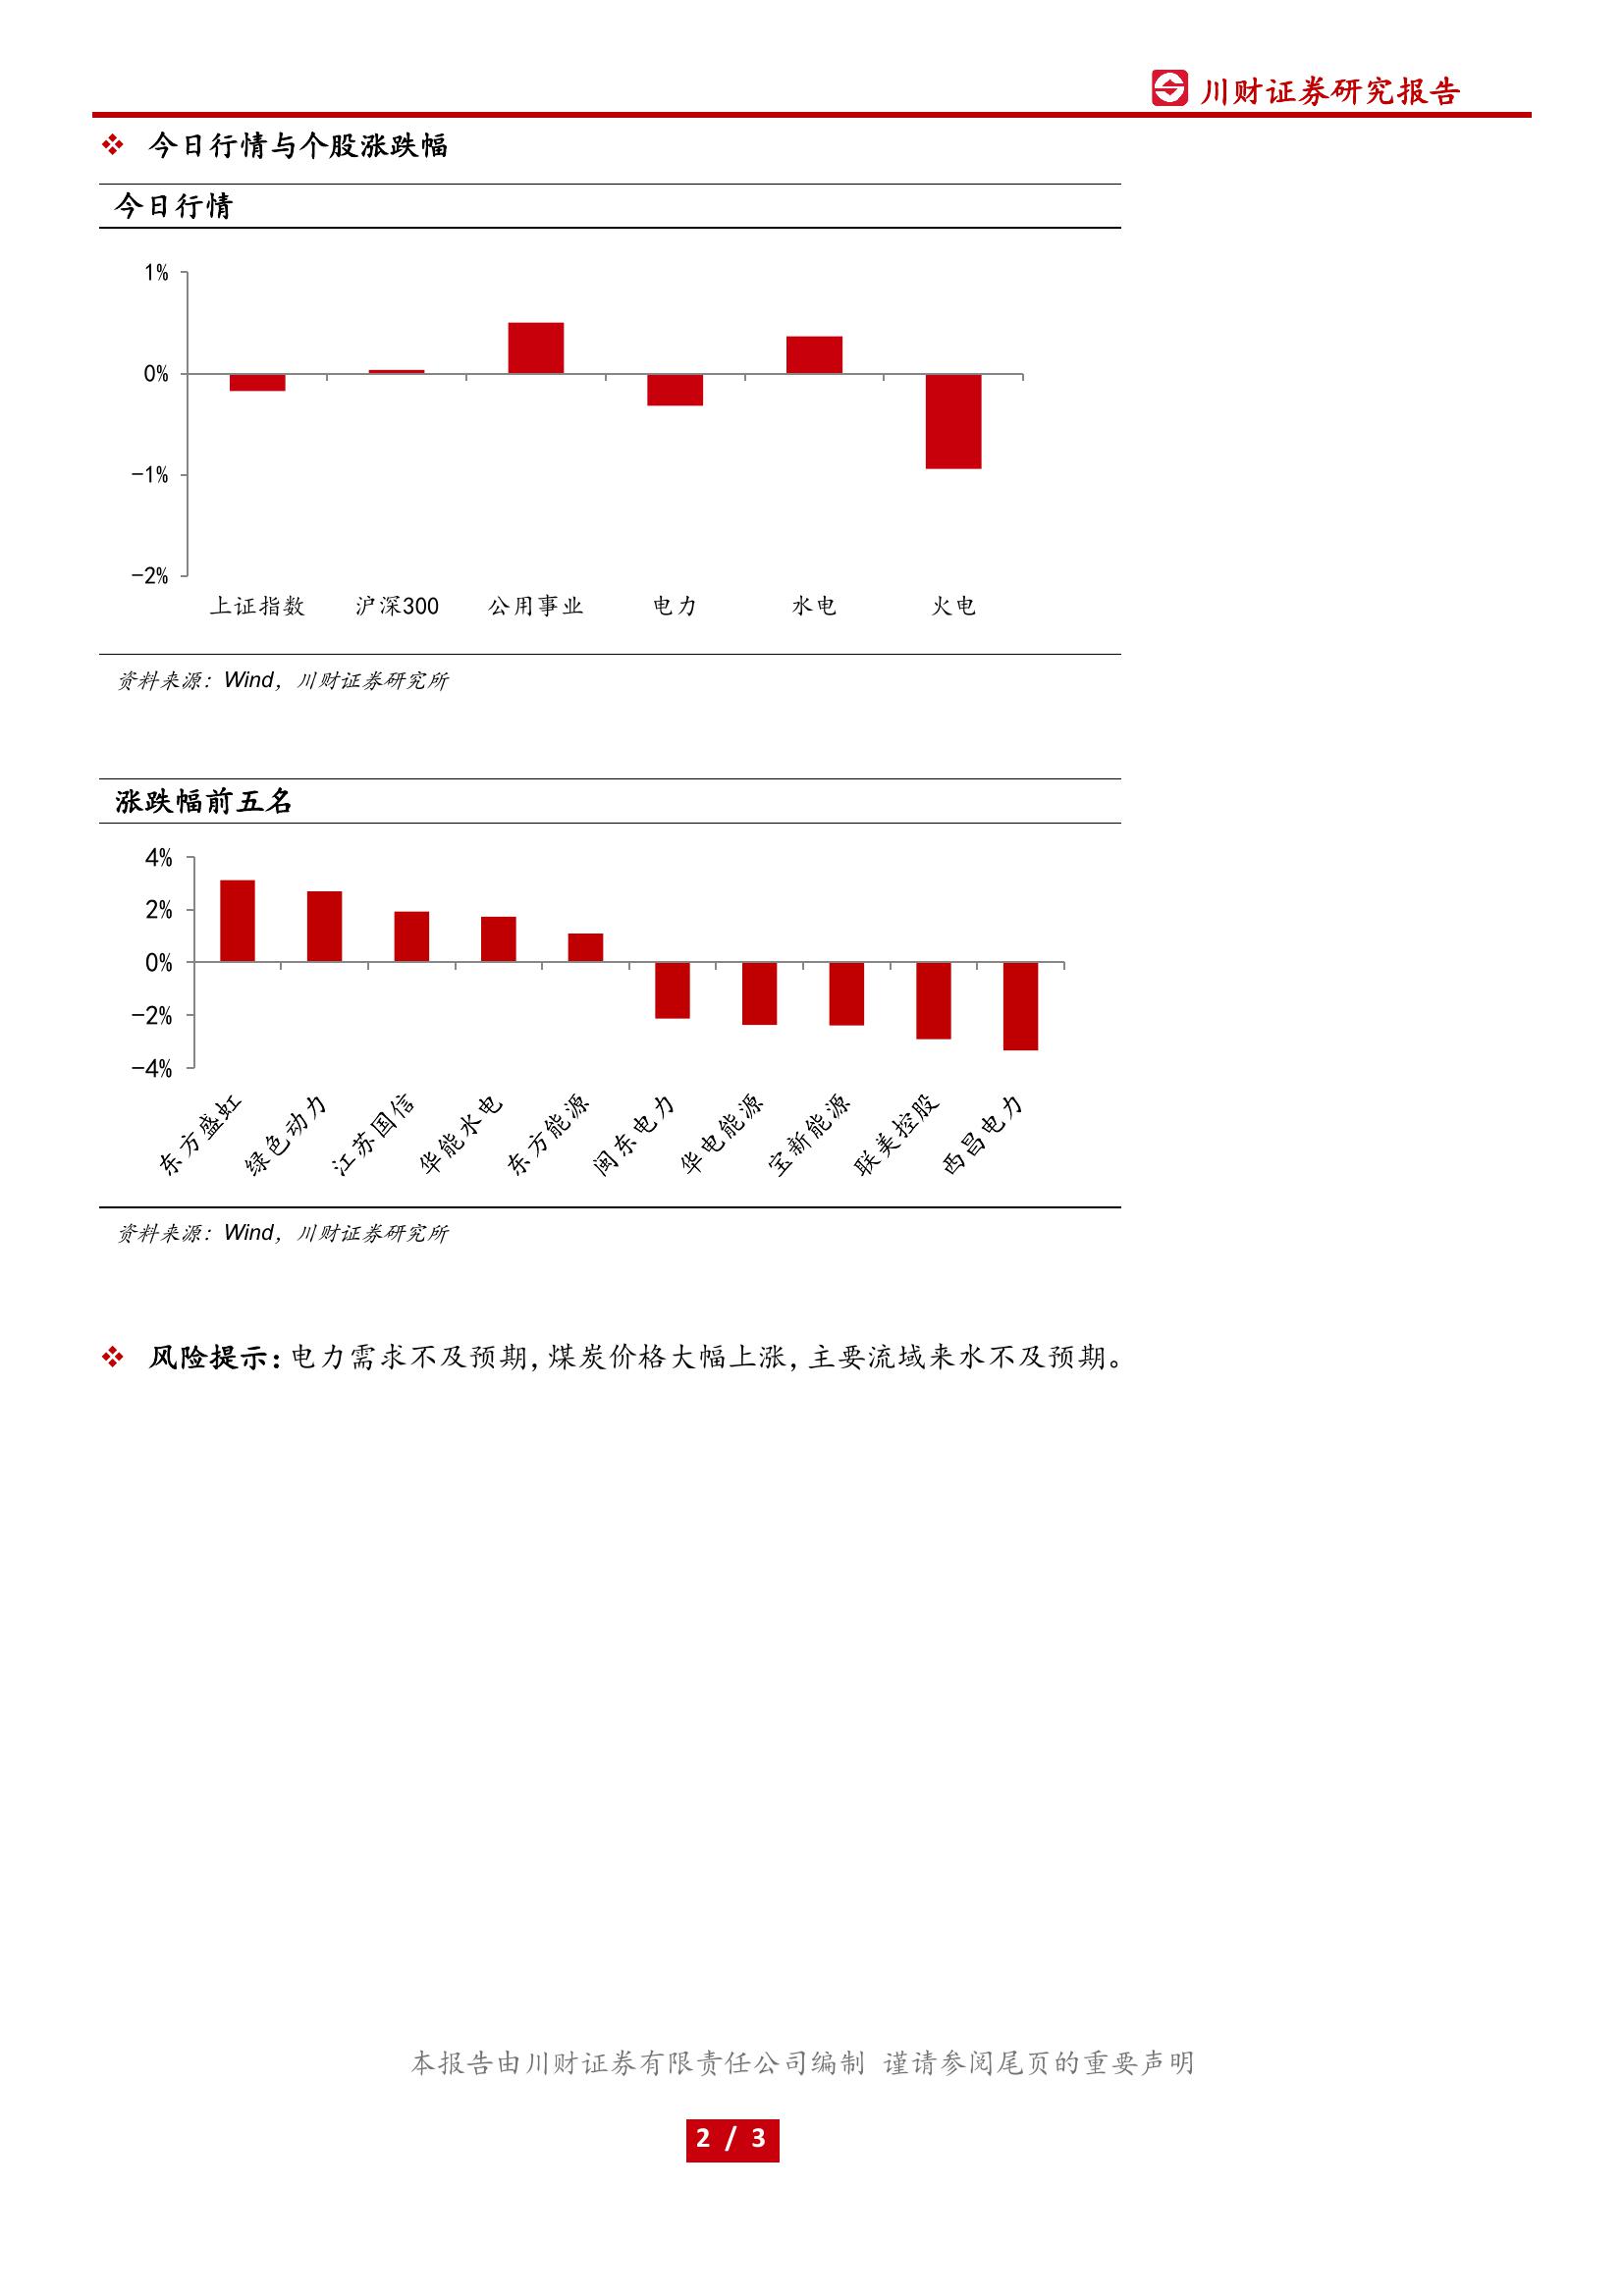 川财证券研究报告
今日行情与个股涨跌幅
今日行情
1%
0%
-1%
-2%
上证指数 沪深300 公用事业 电力 水电 火电
资料来源：Wind，川财证券研究所
涨跌幅前五名
4%
2%
0%
-2%
-4%
东方盛虹 绿色动力 江苏国信 华能水电 东方能源 闽东电力 华电能源 宝新能源 联美控股 西昌电力
资料来源：Wind，川财证券研究所
风险提示：电力需求不及预期，煤炭价格大幅上涨，主要流域来水不及预期。
本报告由川财证券有限责任公司编制 谨请参阅尾页的重要声明
2 / 3